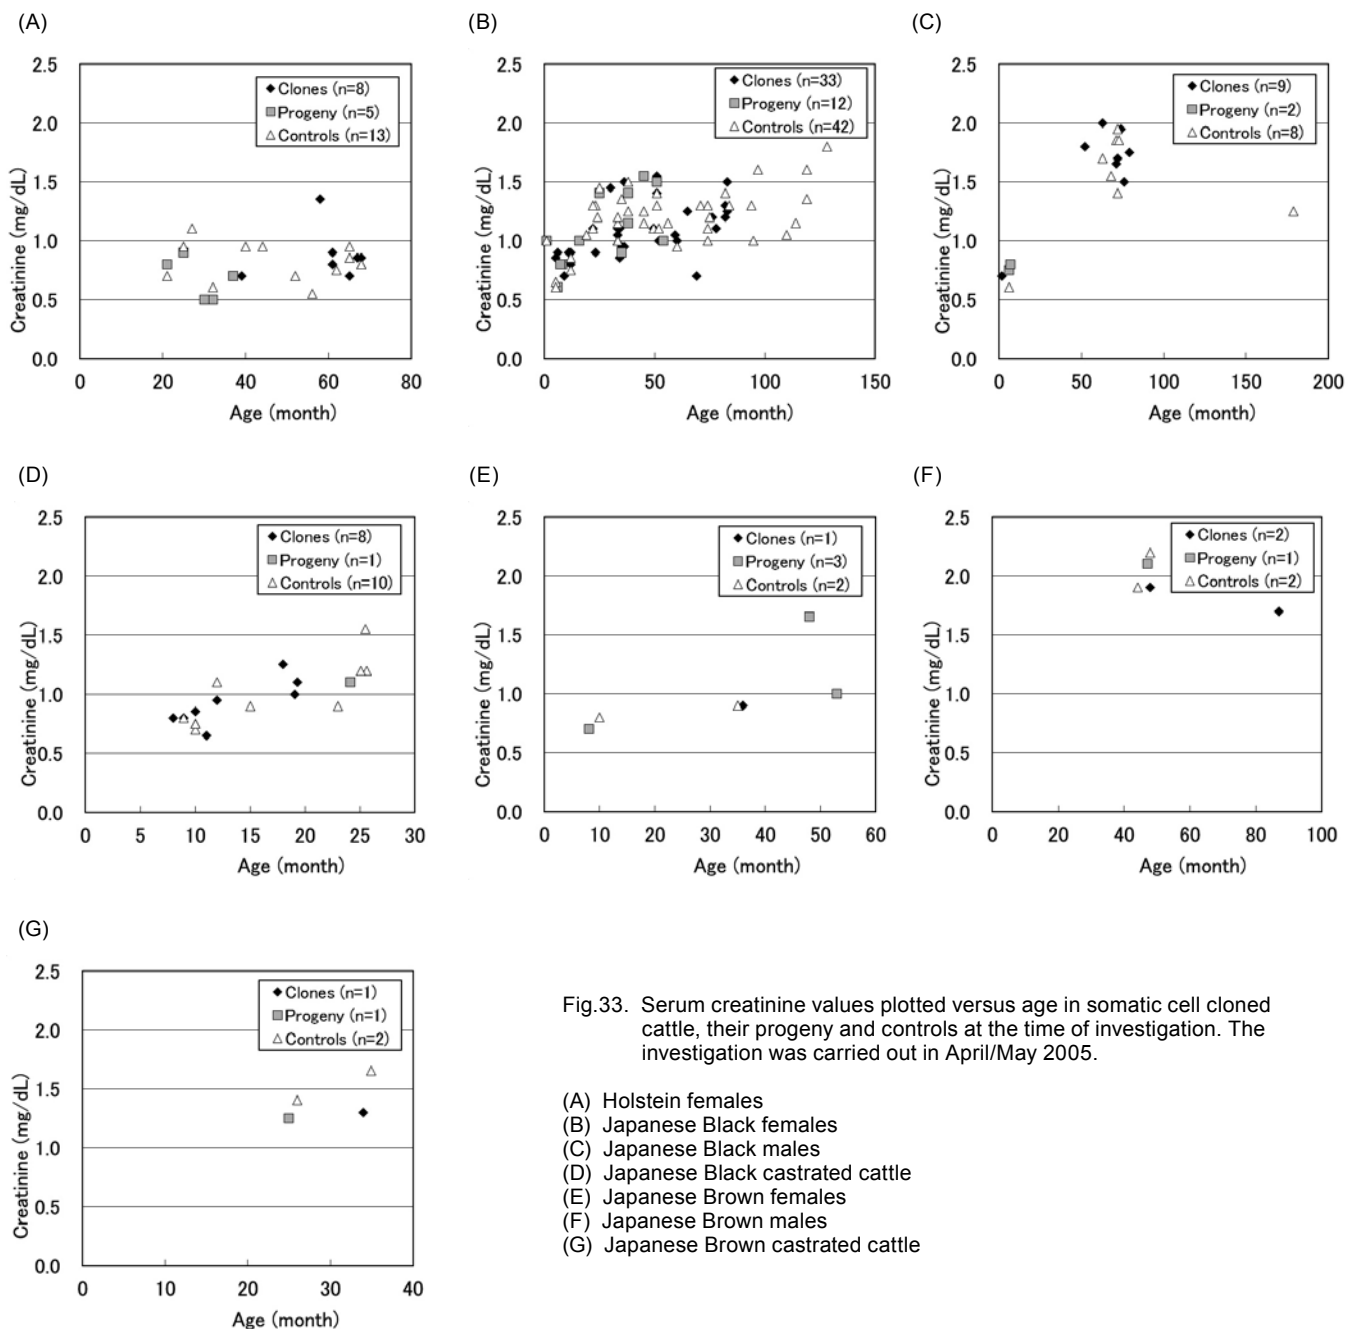 (A)
2.5
2.0
1.5
1.0
0.5
0.0
Creatinine (mg/dL)
Clones (n=8)
Progeny (n=5)
Controls (n=13)
0 20 40 60 80
Age (month)
(B)
2.5
2.0
1.5
1.0
0.5
0.0
Creatinine (mg/dL)
Clones (n=33)
Progeny (n=12)
Controls (n=42)
0 50 100 150
Age (month)
(C)
2.5
2.0
1.5
1.0
0.5
0.0
Creatinine (mg/dL)
Clones (n=9)
Progeny (n=2)
Controls (n=8)
0 50 100 150 200
Age (month)
(D)
2.5
2.0
1.5
1.0
0.5
0.0
Creatinine (mg/dL)
Clones (n=8)
Progeny (n=1)
Controls (n=10)
0 5 10 15 20 25 30
Age (month)
(E)
2.5
2.0
1.5
1.0
0.5
0.0
Creatinine (mg/dL)
Clones (n=1)
Progeny (n=3)
Controls (n=2)
0 10 20 30 40 50 60
Age (month)
(F)
2.5
2.0
1.5
1.0
0.5
0.0
Creatinine (mg/dL)
Clones (n=2)
Progeny (n=1)
Controls (n=2)
0 20 40 60 80 100
Age (month)
(G)
2.5
2.0
1.5
1.0
0.5
0.0
Creatinine (mg/dL)
Clones (n=1)
Progeny (n=1)
Controls (n=2)
0 10 20 30 40
Age (month)
Fig.33. Serum creatinine values plotted versus age in somatic cell cloned
cattle, their progeny and controls at the time of investigation. The
investigation was carried out in April/May 2005.
(A) Holstein females
(B) Japanese Black females
(C) Japanese Black males
(D) Japanese Black castrated cattle
(E) Japanese Brown females
(F) Japanese Brown males
(G) Japanese Brown castrated cattle